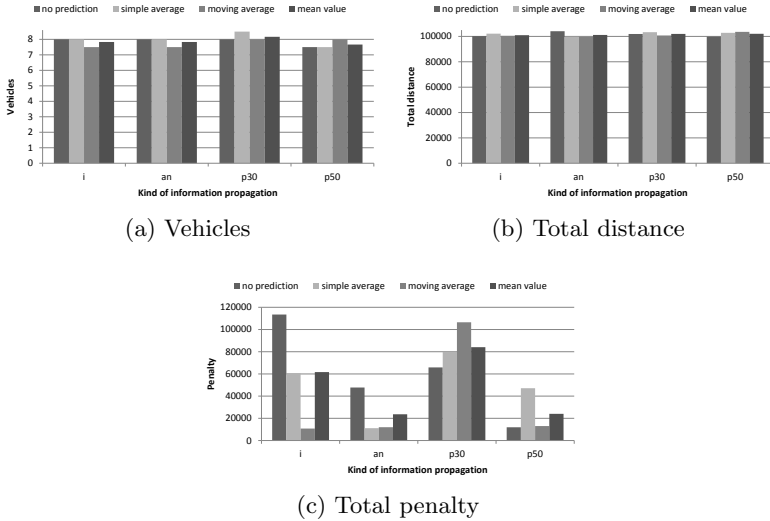 no prediction simple average moving average mean value
8
7
6
5
4
3
2
1
0
Vehicles
i an p30 p50
Kind of information propagation
(a) Vehicles
no prediction simple average moving average mean value
100000
80000
60000
40000
20000
0
Total distance
i an p30 p50
Kind of information propagation
(b) Total distance
no prediction simple average moving average mean value
120000
100000
80000
60000
40000
20000
0
Penalty
i an p30 p50
Kind of information propagation
(c) Total penalty